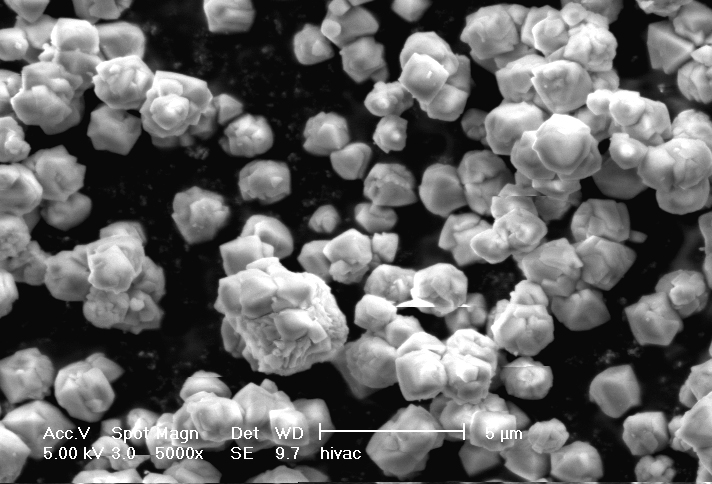 Acc.V Spot Magn Det WD 5 µm
5.00 kV 3.0 5000x SE 9.7 hivac